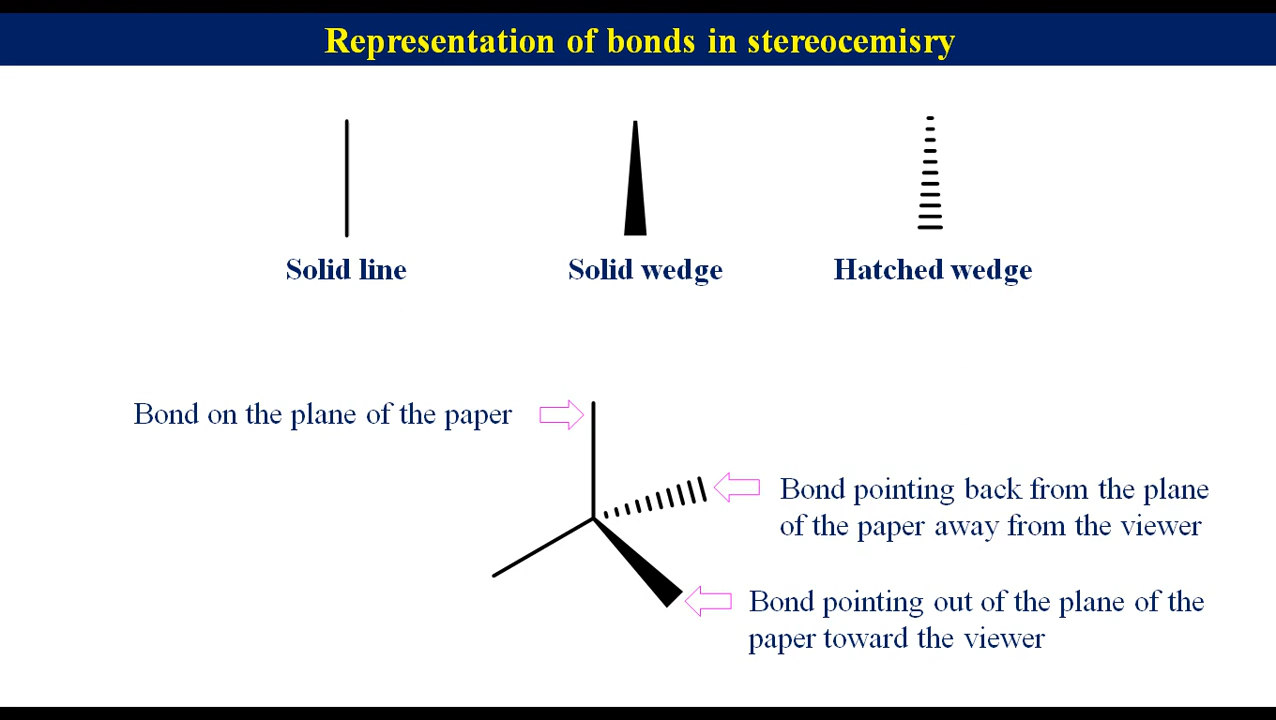 Representation of bonds in stereocemisry
Solid line
Solid wedge
Hatched wedge
Bond on the plane of the paper
Bond pointing back from the plane
of the paper away from the viewer
Bond pointing out of the plane of the
paper toward the viewer